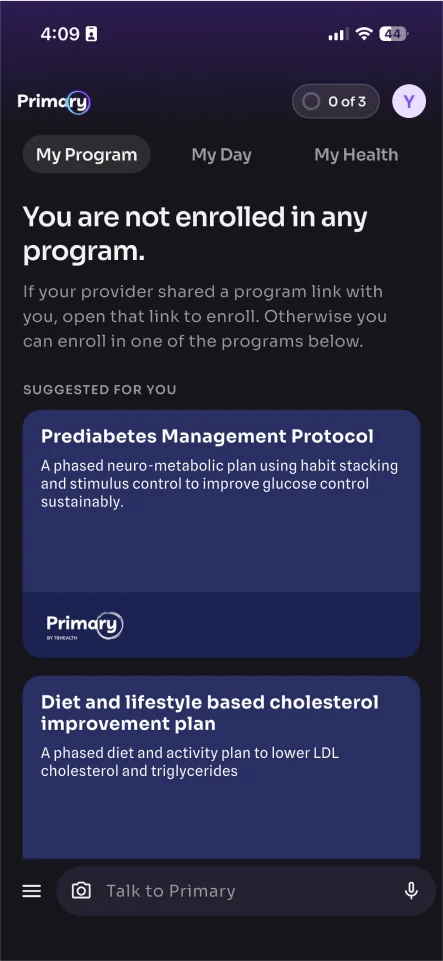 4:09
44
Primary
0 of 3
Y
My Program
My Day
My Health
You are not enrolled in any
program.
If your provider shared a program link with
you, open that link to enroll. Otherwise you
can enroll in one of the programs below.
SUGGESTED FOR YOU
Prediabetes Management Protocol
A phased neuro-metabolic plan using habit stacking
and stimulus control to improve glucose control
sustainably.
Primary
BY 78HEALTH
Diet and lifestyle based cholesterol
improvement plan
A phased diet and activity plan to lower LDL
cholesterol and triglycerides
Talk to Primary